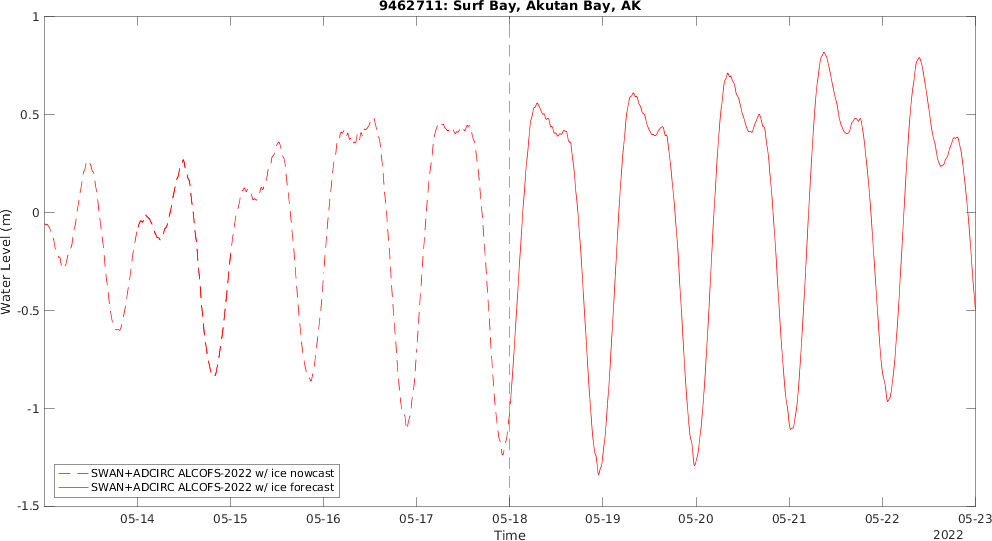 9462711: Surf Bay, Akutan Bay, AK
Water Level (m)
1
0.5
0
-0.5
-1
-1.5
SWAN+ADCIRC ALCOFS-2022 w/ ice nowcast
SWAN+ADCIRC ALCOFS-2022 w/ ice forecast
05-14 05-15 05-16 05-17 05-18 05-19 05-20 05-21 05-22 05-23
Time
2022